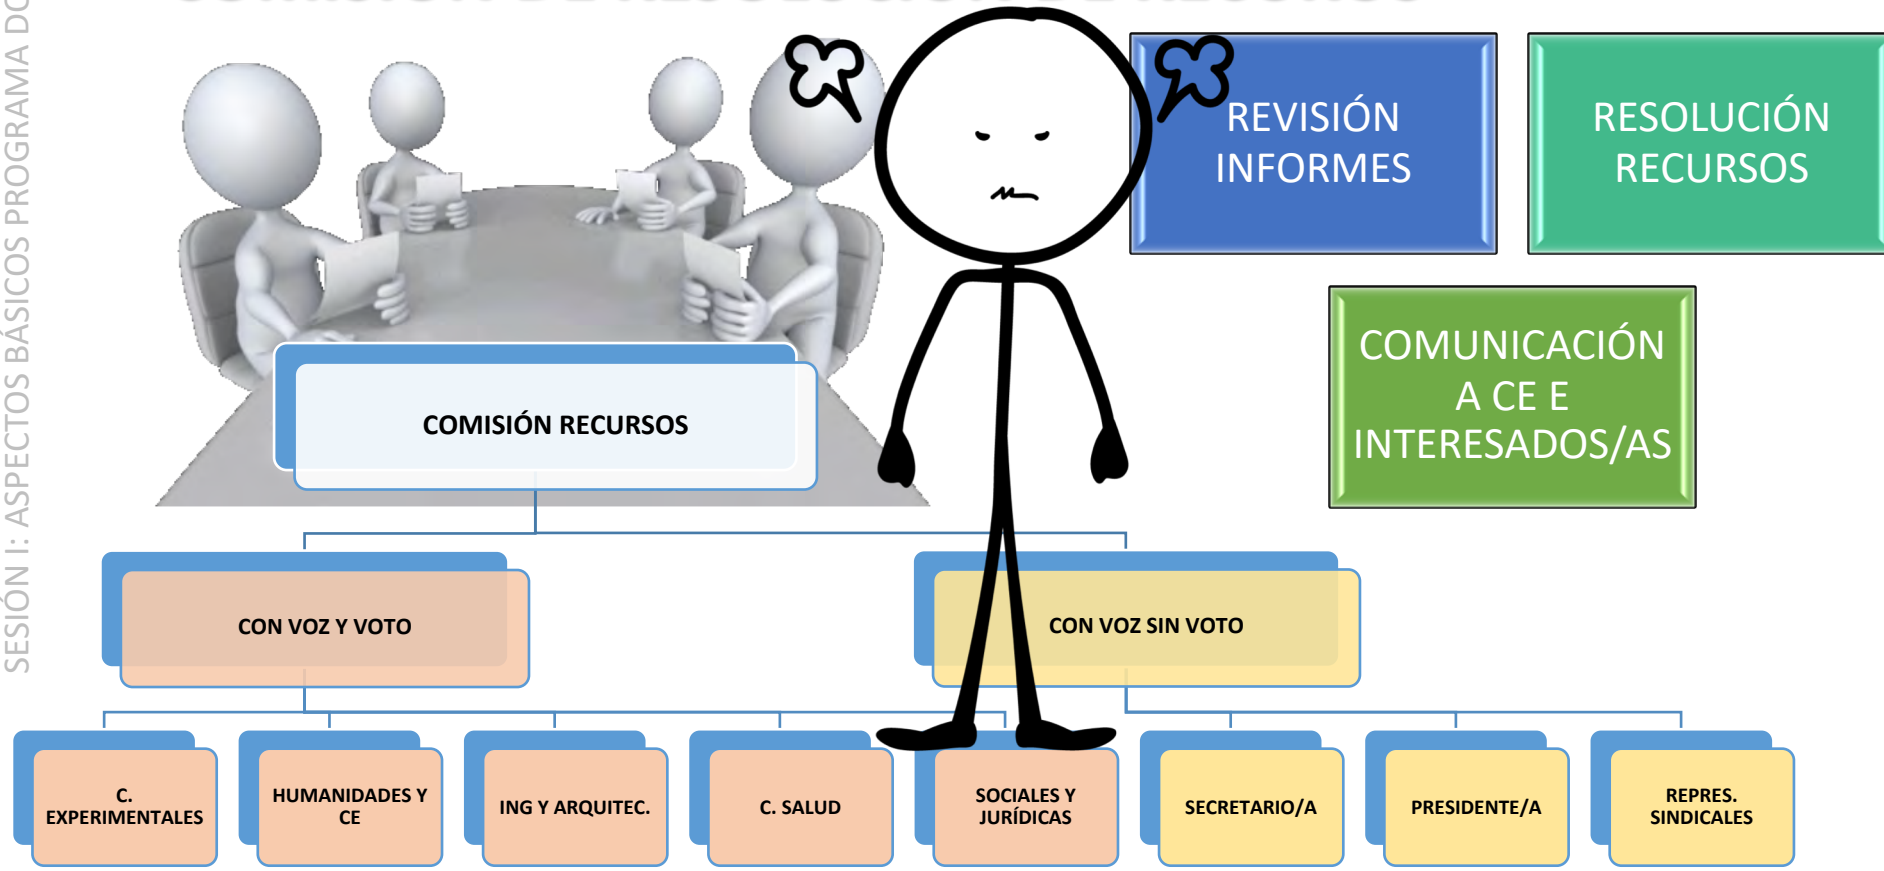 SESIÓN I: ASPECTOS BÁSICOS PROGRAMA
REVISIÓN
INFORMES
RESOLUCIÓN
RECURSOS
COMUNICACIÓN
A CE E
INTERESADOS/AS
COMISIÓN RECURSOS
CON VOZ Y VOTO
CON VOZ SIN VOTO
C.
EXPERIMENTALES
HUMANIDADES Y
CE
ING Y ARQUITEC.
C. SALUD
SOCIALES Y
JURÍDICAS
SECRETARIO/A
PRESIDENTE/A
REPRES.
SINDICALES